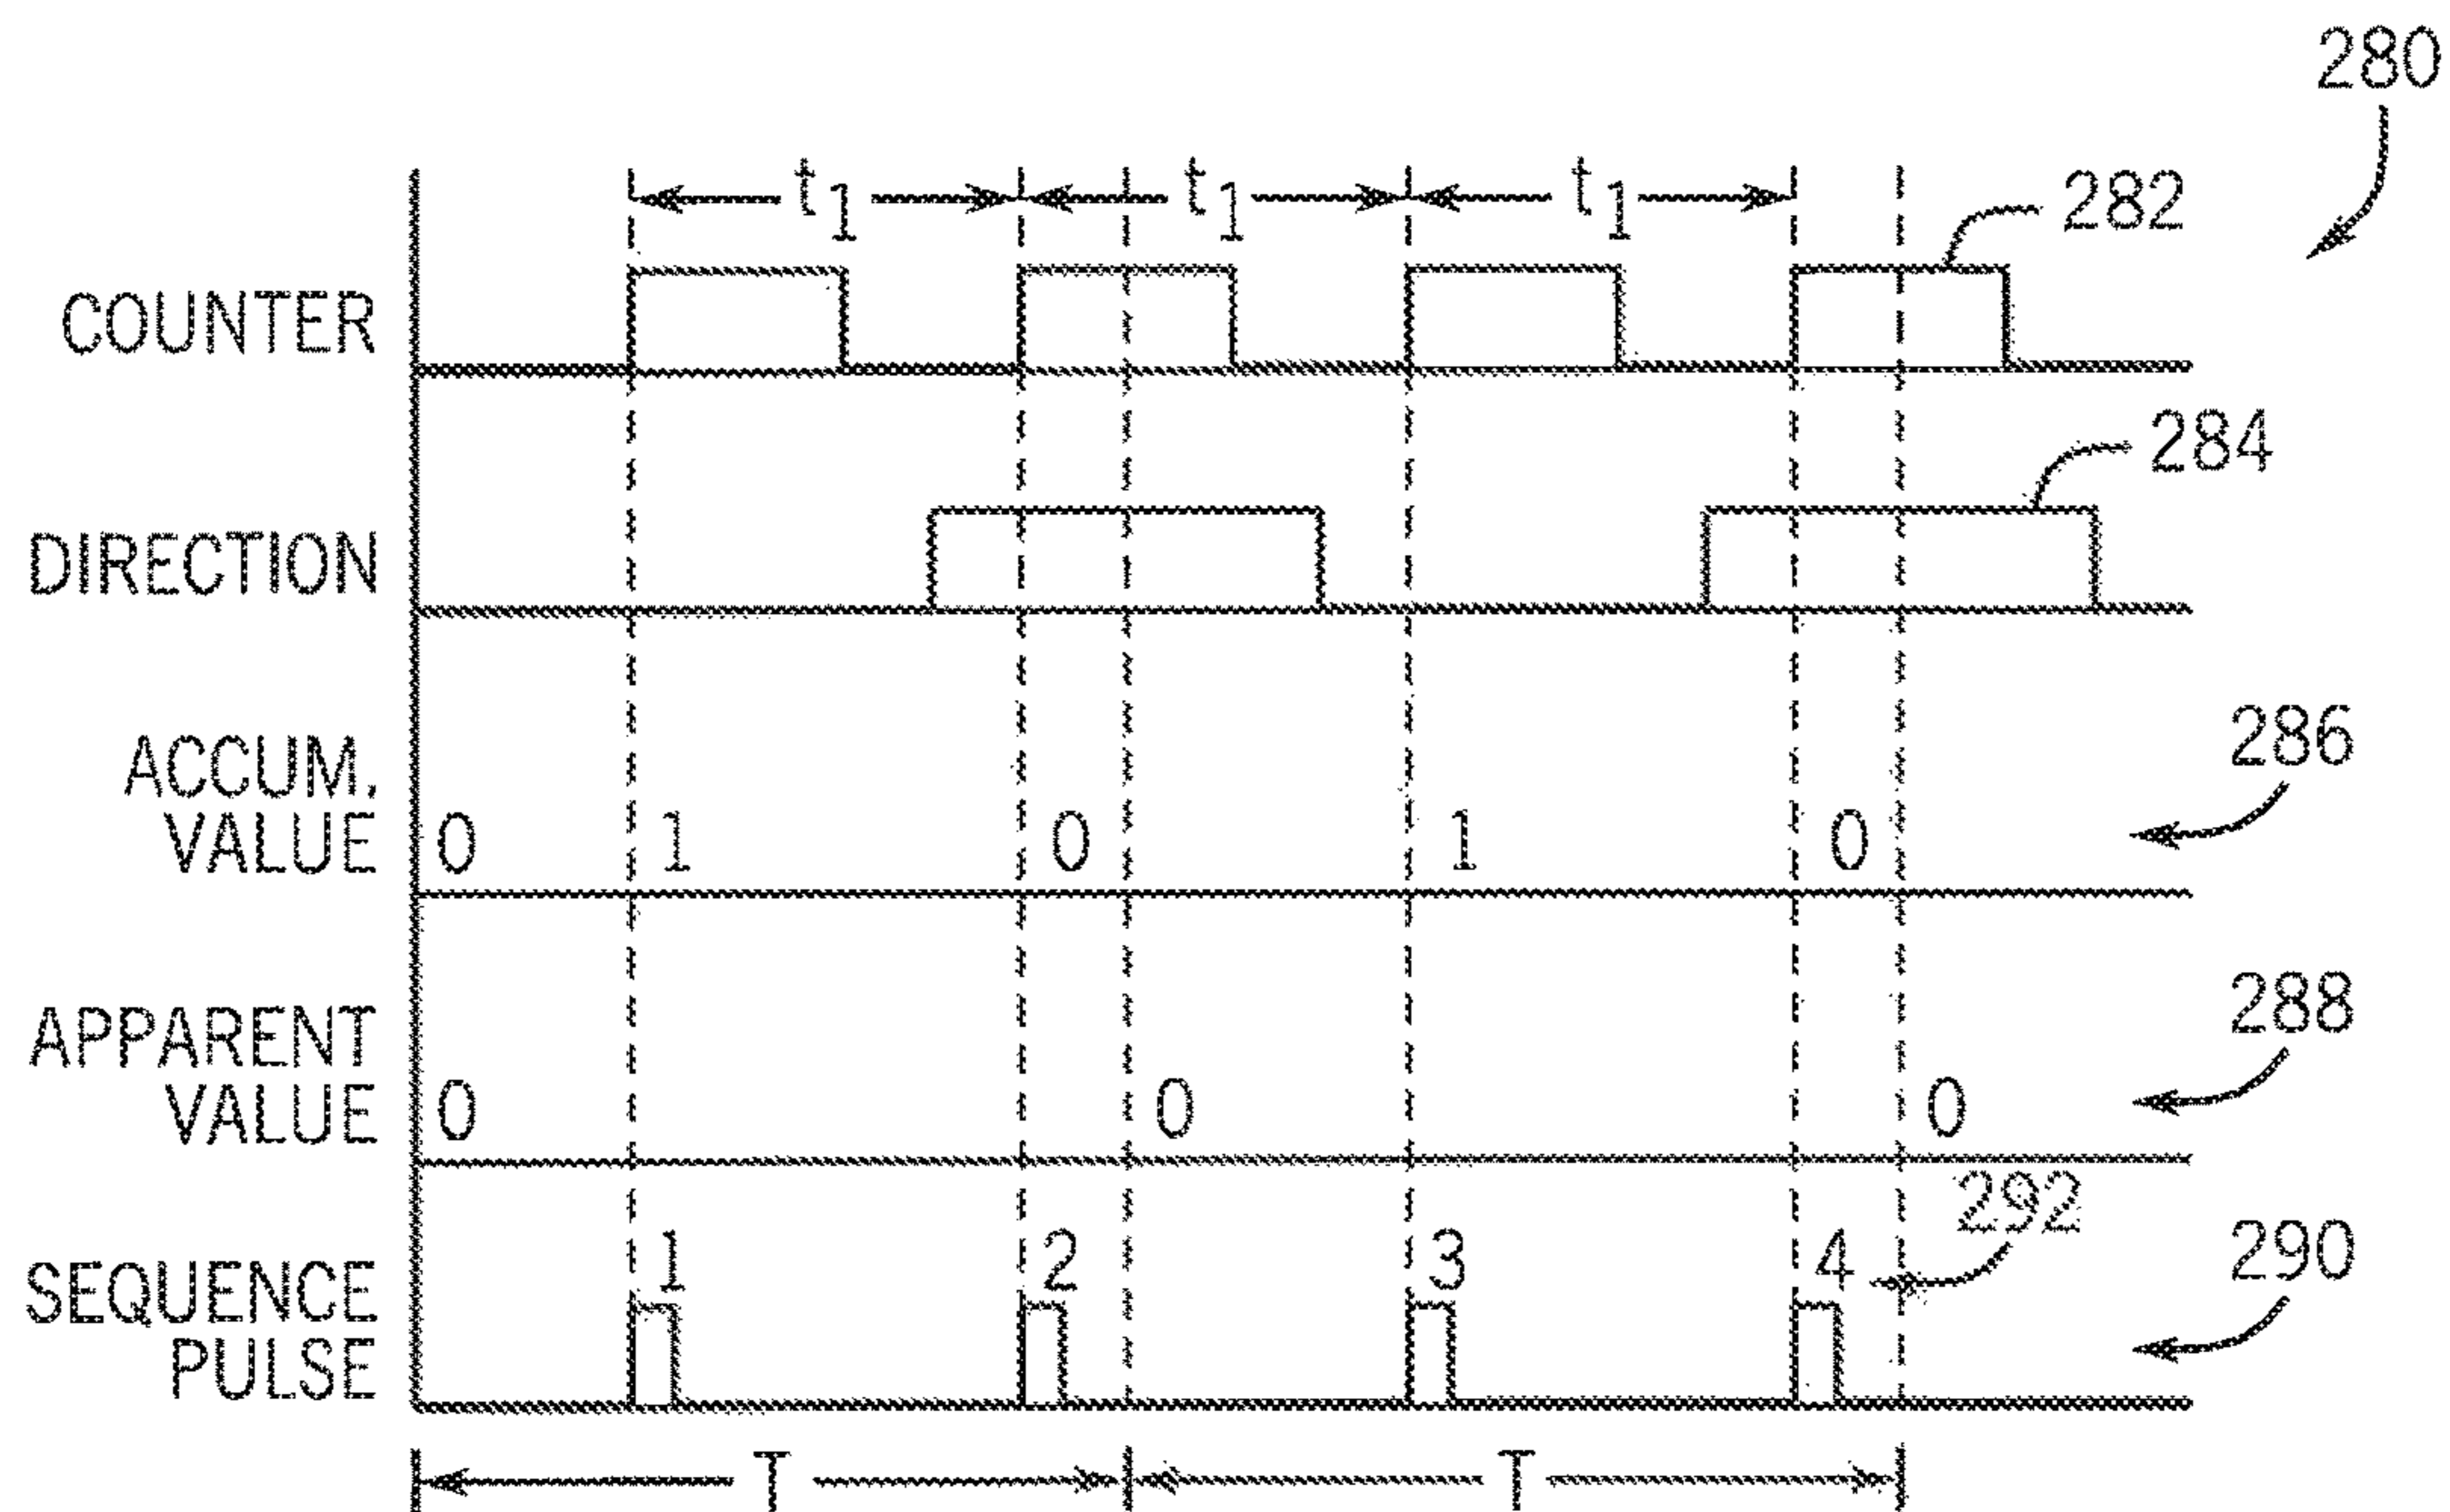 280
t1 t1 t1
282
COUNTER
284
DIRECTION
286
ACCUM.
VALUE 0 1 0 1 0
288
APPARENT
VALUE 0 0 0
292
1 2 3 4
290
SEQUENCE
PULSE
T T